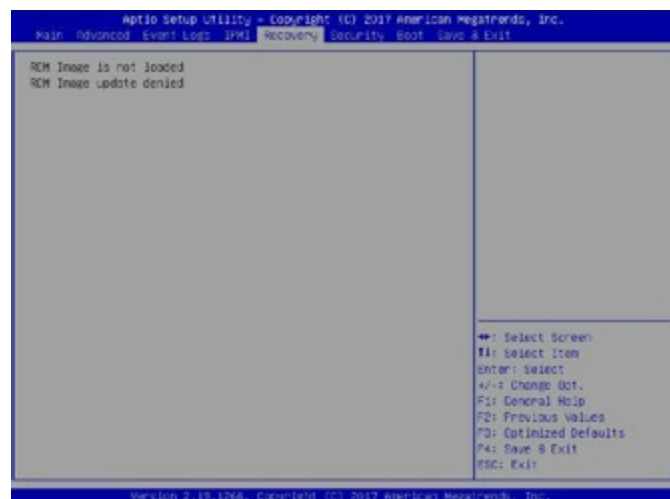 Aptio Setup Utility - Copyright (C) 2017 American Megatrends, Inc.
Main Advanced Event Logs IPMI Recovery Security Boot Save & Exit
ROM Image is not loaded
ROM Image update denied
: Select Screen
: Select Item
Enter: Select
+/-: Change Opt.
F1: General Help
F2: Previous Values
F3: Optimized Defaults
F4: Save & Exit
ESC: Exit
Version 2.19.1268. Copyright (C) 2017 American Megatrends, Inc.